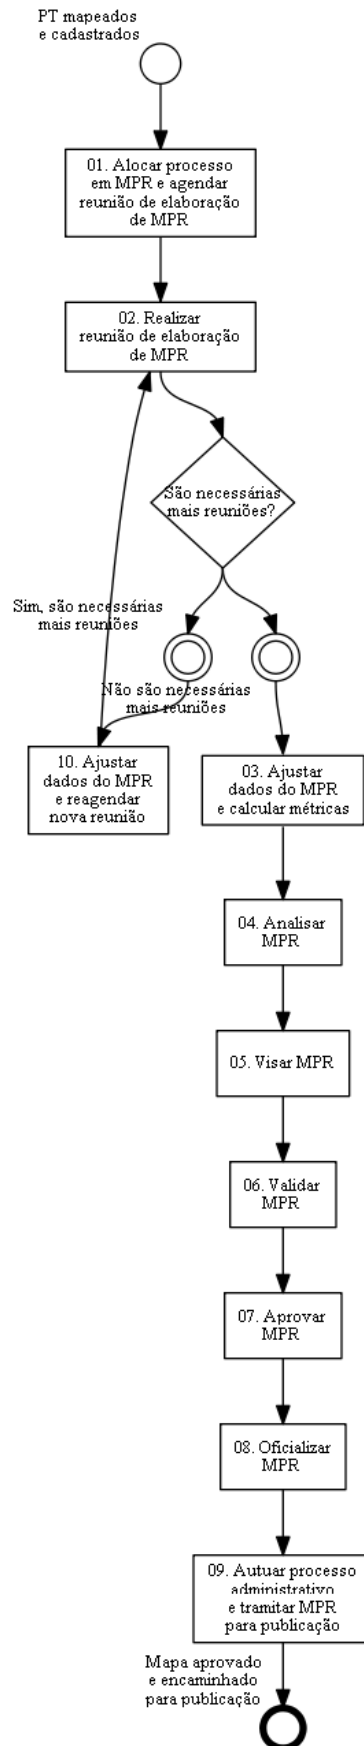 PT mapeados
e cadastrados
01. Alocar processo
em MPR e agendar
reunião de elaboração
de MPR
02. Realizar
reunião de elaboração
de MPR
São necessárias
mais reuniões?
Sim, são necessárias
mais reuniões
Não são necessárias
mais reuniões
10. Ajustar
dados do MPR
e reagendar
nova reunião
03. Ajustar
dados do MPR
e calcular métricas
04. Analisar
MPR
05. Visar MPR
06. Validar
MPR
07. Aprovar
MPR
08. Oficializar
MPR
09. Autuar processo
administrativo
e tramitar MPR
para publicação
Mapa aprovado
e encaminhado
para publicação